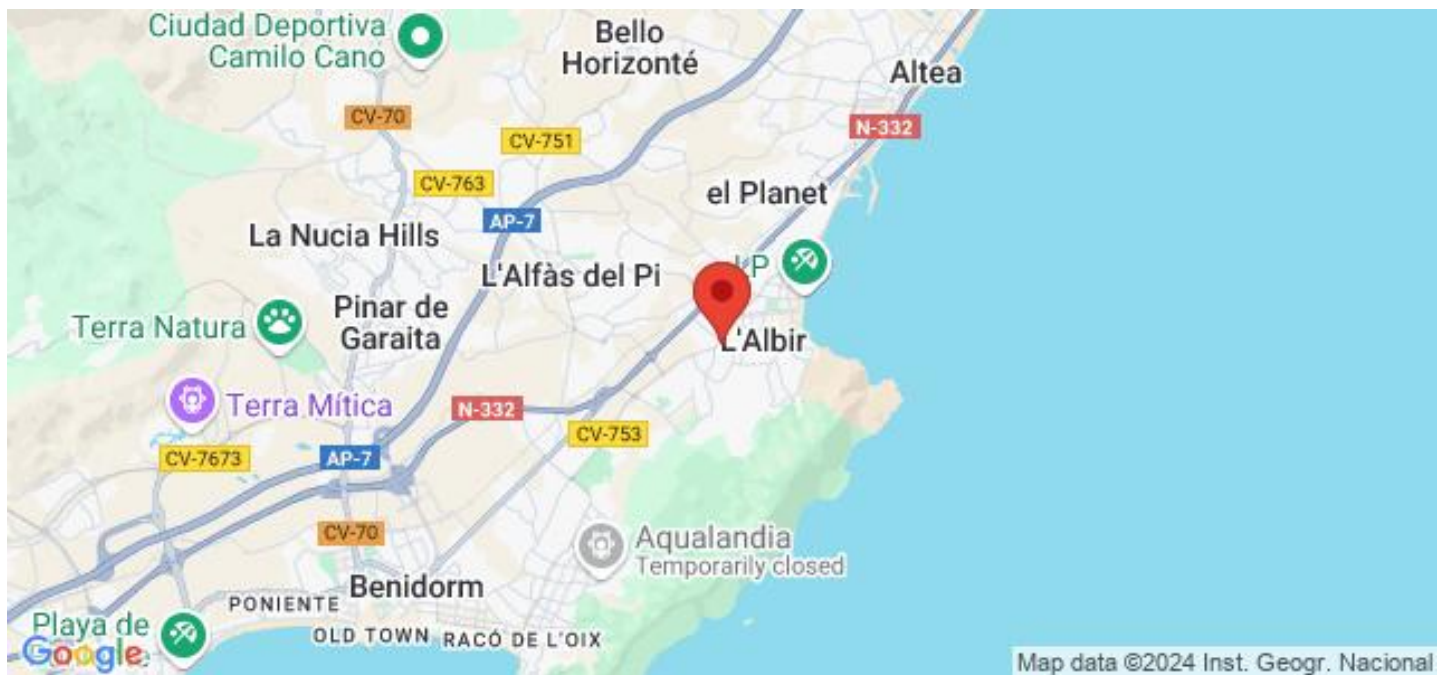 Ciudad Deportiva
Camilo Cano
Bello
Horizonté
Altea
CV-70
N-332
CV-751
CV-763
el Planet
AP-7
La Nucia Hills
L'Alfàs del Pi
Pinar de
Garaita
Terra Natura
L'Albir
Terra Mítica
N-332
CV-753
CV-7673
AP-7
CV-70
Aqualandia
Temporarily closed
Benidorm
PONIENTE
OLD TOWN
RACÓ DE L'OIX
Playa de
Google
Map data ©2024 Inst. Geogr. Nacional